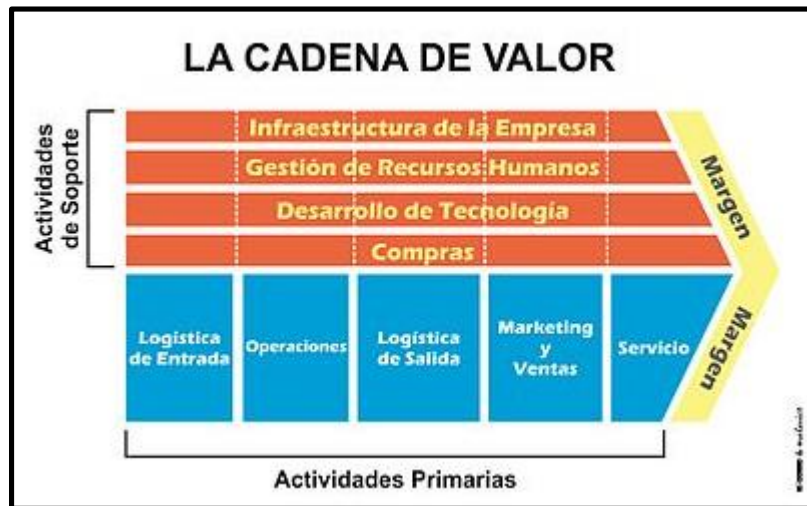 LA CADENA DE VALOR
Actividades
de Soporte
Infraestructura de la Empresa
Gestión de Recursos Humanos
Desarrollo de Tecnología
Compras
Margen
Margen
Logística
de Entrada
Operaciones
Logística
de Salida
Marketing
y
Ventas
Servicio
Actividades Primarias